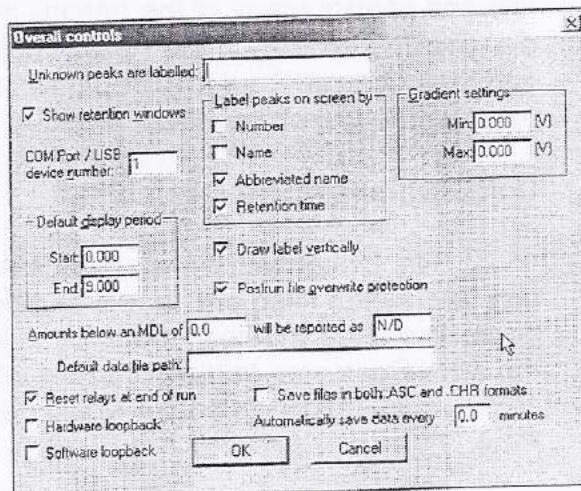 Overall controls
Unknown peaks are labelled:
Show retention windows
COM Port / USB
device number: 1
Label peaks on screen by
Number
Name
Abbreviated name
Retention time
Gradient settings
Min: 0.000 (V)
Max: 0.000 (V)
Default display period
Start: 0.000
End: 9.000
Draw label vertically
Postrun file overwrite protection
Amounts below an MDL of 0.0 will be reported as N/D
Default data file path:
Reset relays at end of run
Save files in both .ASC and .CHR formats
Hardware loopback
Automatically save data every 0.0 minutes
Software loopback
OK
Cancel